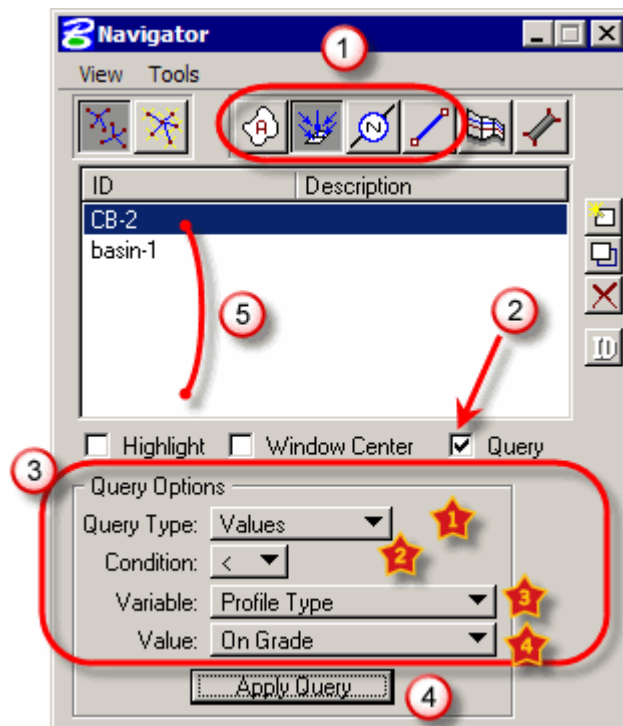 Navigator
1
View Tools
A N
ID Description
CB-2
basin-1
5
2
ID
Highlight Window Center Query
3
Query Options
Query Type: Values 1
Condition: < 2
Variable: Profile Type 3
Value: On Grade 4
Apply Query 4